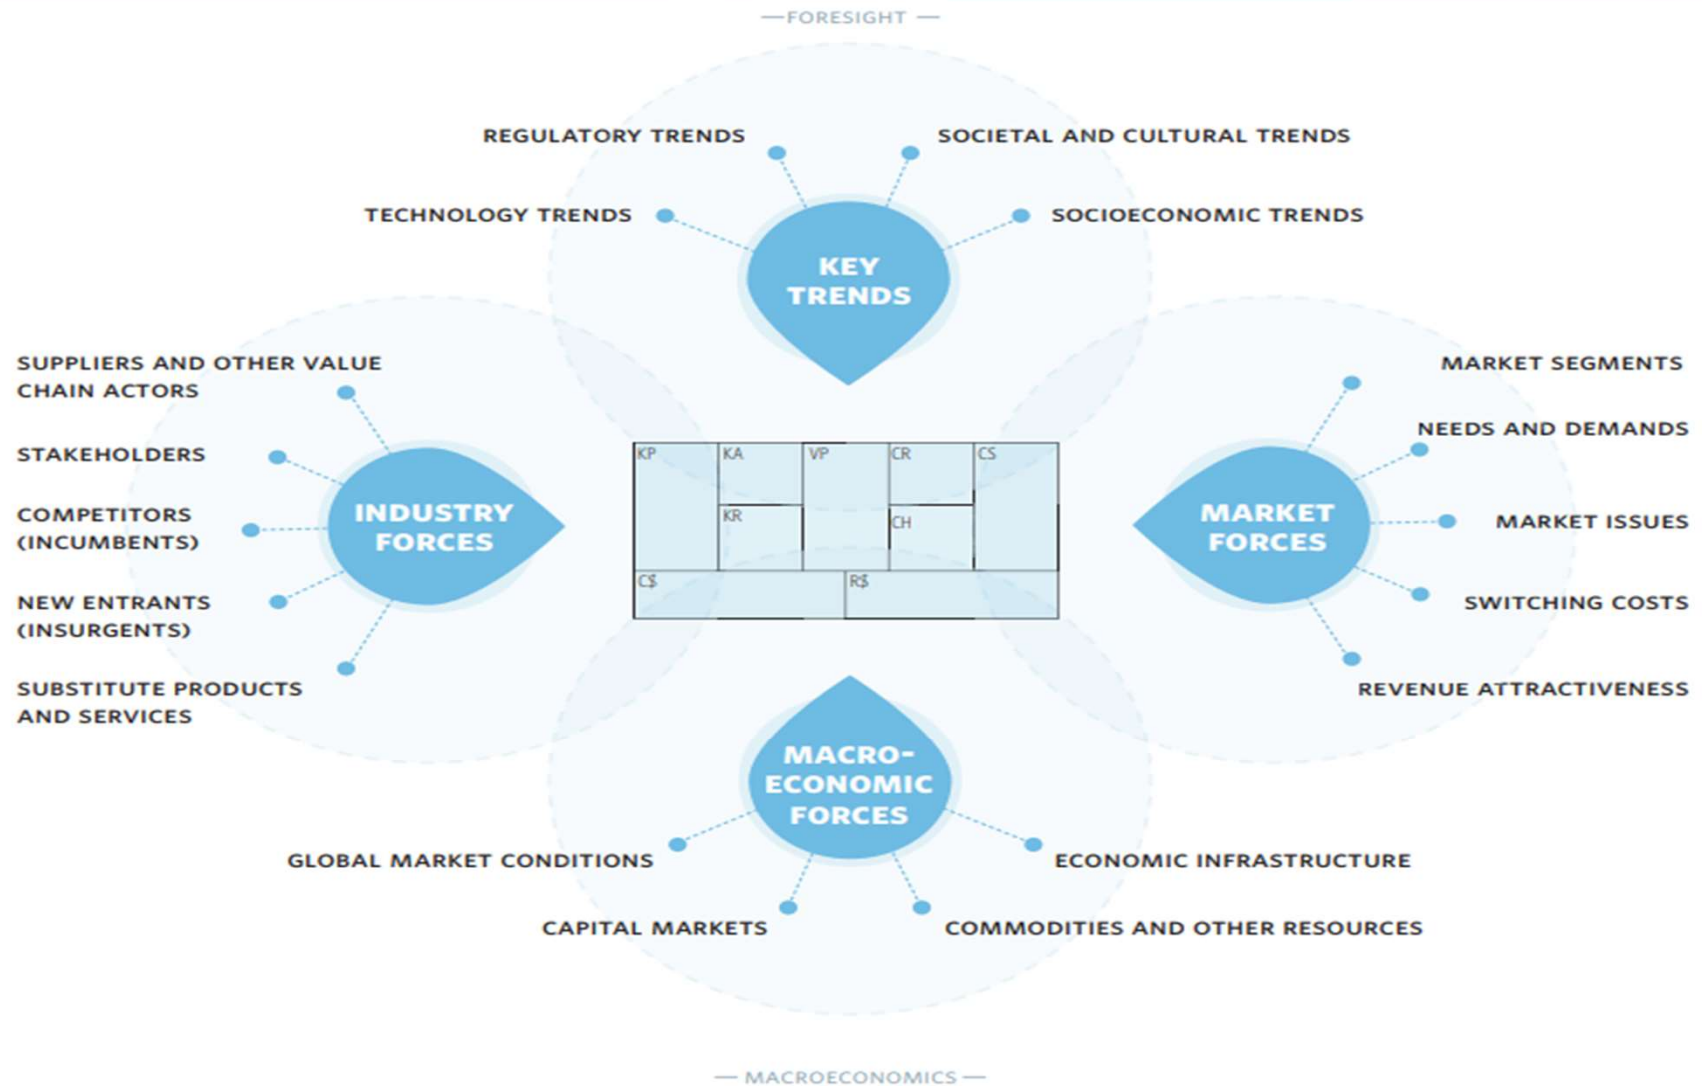 —FORESIGHT —
REGULATORY TRENDS
SOCIETAL AND CULTURAL TRENDS
TECHNOLOGY TRENDS
SOCIOECONOMIC TRENDS
KEY
TRENDS
SUPPLIERS AND OTHER VALUE
CHAIN ACTORS
STAKEHOLDERS
COMPETITORS
(INCUMBENTS)
NEW ENTRANTS
(INSURGENTS)
SUBSTITUTE PRODUCTS
AND SERVICES
INDUSTRY
FORCES
KP
KA
VP
CR
CS
KR
CH
C$
R$
MARKET
FORCES
MARKET SEGMENTS
NEEDS AND DEMANDS
MARKET ISSUES
SWITCHING COSTS
REVENUE ATTRACTIVENESS
MACRO-
ECONOMIC
FORCES
GLOBAL MARKET CONDITIONS
ECONOMIC INFRASTRUCTURE
CAPITAL MARKETS
COMMODITIES AND OTHER RESOURCES
— MACROECONOMICS —